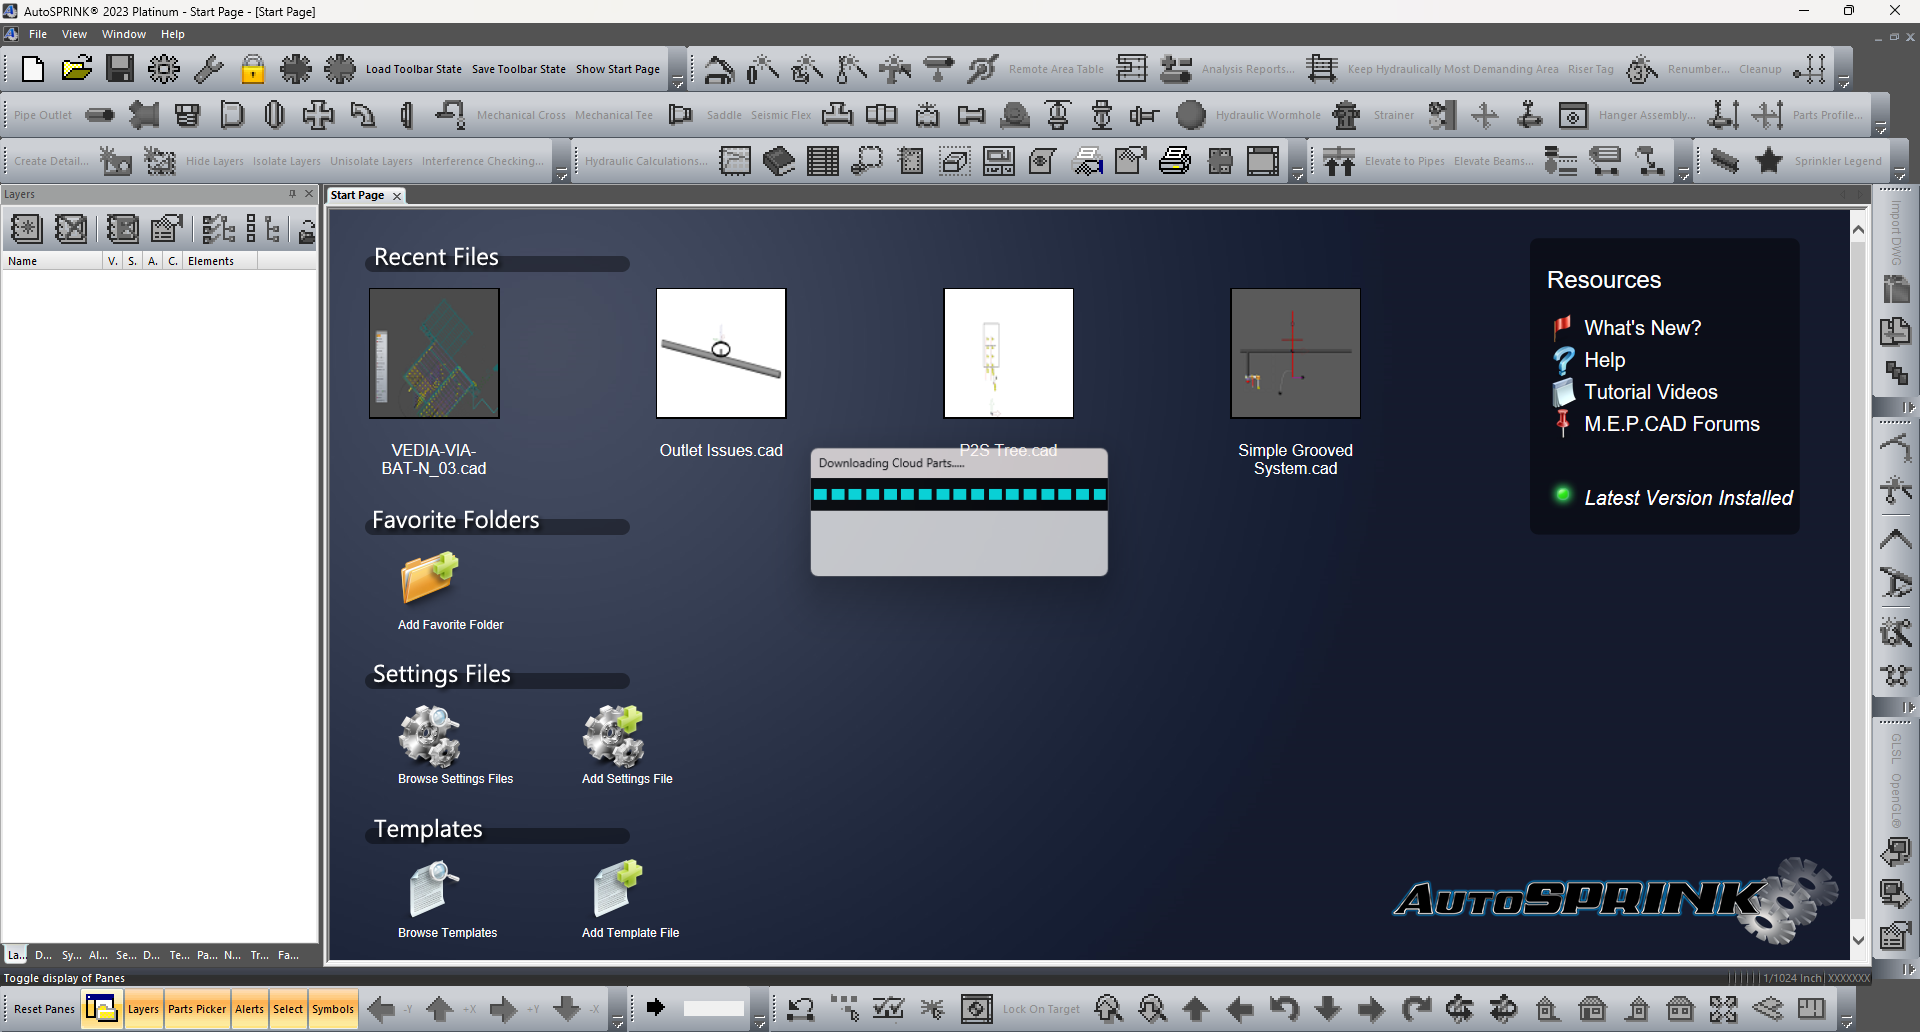 AutoSPRINK® 2023 Platinum - Start Page - [Start Page]
File View Window Help
Load Toolbar State Save Toolbar State Show Start Page Remote Area Table Analysis Reports... Keep Hydraulically Most Demanding Area Riser Tag Renumber... Cleanup
Pipe Outlet Mechanical Cross Mechanical Tee Saddle Seismic Flex Hydraulic Wormhole Strainer Hanger Assembly... Parts Profile...
Create Detail... Hide Layers Isolate Layers Unisolate Layers Interference Checking... Hydraulic Calculations... Elevate to Pipes Elevate Beams... Sprinkler Legend
Layers
Start Page
Name V. S. A. C. Elements
Recent Files
VEDIA-VIA-
BAT-N_03.cad
Outlet Issues.cad
P2S Tree.cad
Simple Grooved
System.cad
Downloading Cloud Parts.....
Favorite Folders
Add Favorite Folder
Settings Files
Browse Settings Files
Add Settings File
Templates
Browse Templates
Add Template File
Resources
What's New?
Help
Tutorial Videos
M.E.P.CAD Forums
Latest Version Installed
AUTOSPRINK
Import DWG
GLSL OpenGL®
La... D... Sy... Al... Se... D... Te... Pa... N... Tr... Fa...
Toggle display of Panes
1/1024 Inch XXXXXXX
Reset Panes Layers Parts Picker Alerts Select Symbols -Y +X +Y -X Lock On Target